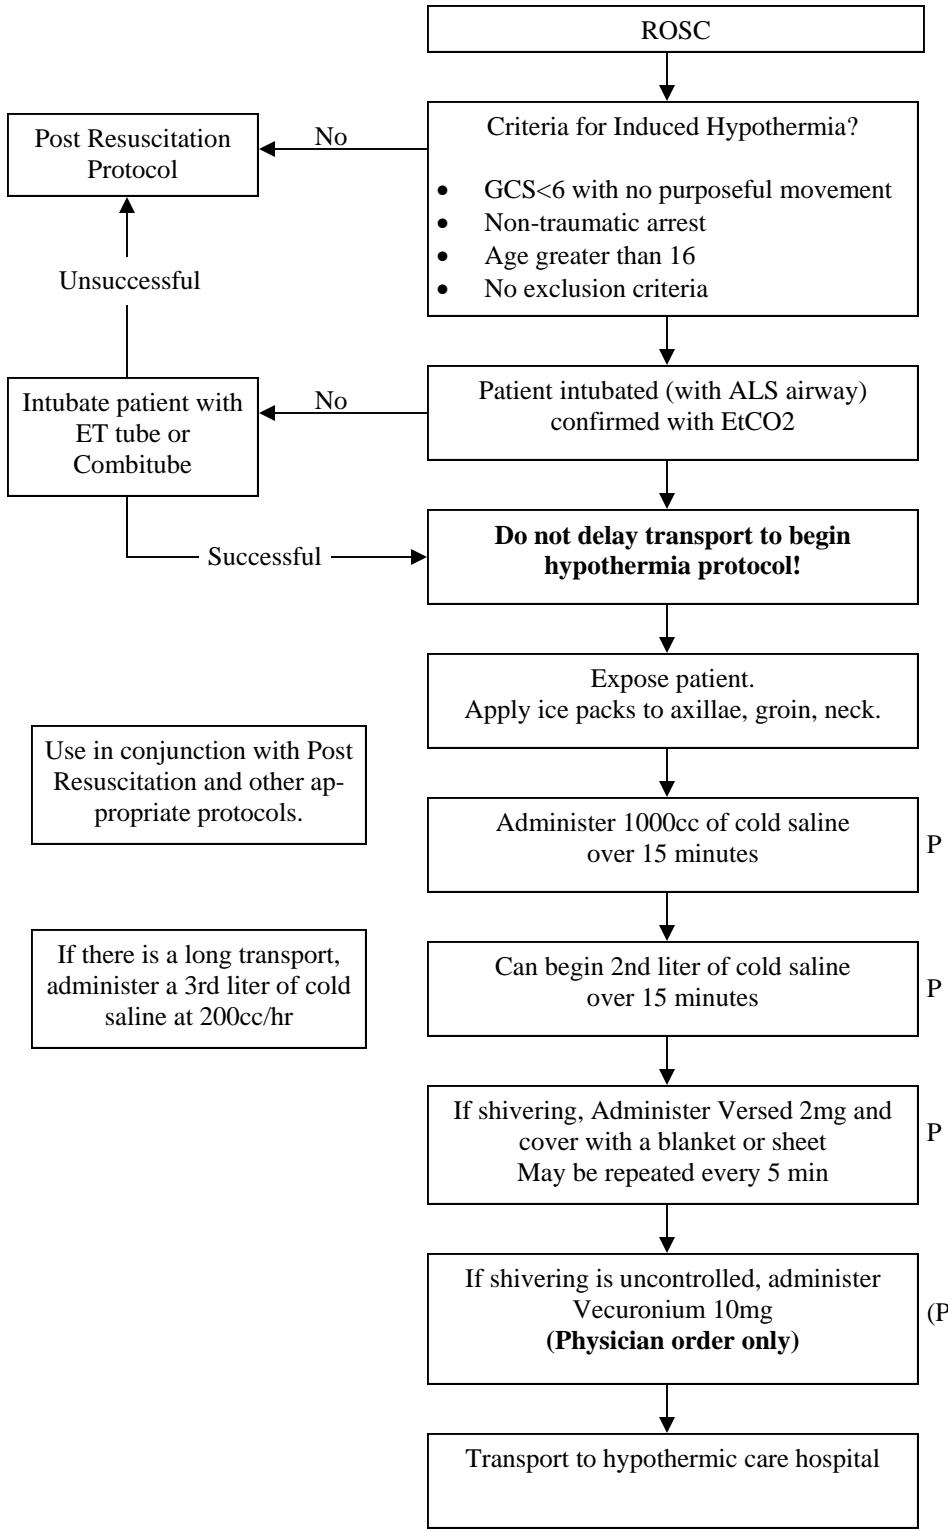 ROSC
Criteria for Induced Hypothermia?
• GCS<6 with no purposeful movement
• Non-traumatic arrest
• Age greater than 16
• No exclusion criteria
No
Post Resuscitation
Protocol
Unsuccessful
Patient intubated (with ALS airway)
confirmed with EtCO2
No
Intubate patient with
ET tube or
Combitube
Successful
Do not delay transport to begin
hypothermia protocol!
Expose patient.
Apply ice packs to axillae, groin, neck.
Use in conjunction with Post
Resuscitation and other ap-
propriate protocols.
Administer 1000cc of cold saline
over 15 minutes
P
If there is a long transport,
administer a 3rd liter of cold
saline at 200cc/hr
Can begin 2nd liter of cold saline
over 15 minutes
P
If shivering, Administer Versed 2mg and
cover with a blanket or sheet
May be repeated every 5 min
P
If shivering is uncontrolled, administer
Vecuronium 10mg
(Physician order only)
(P
Transport to hypothermic care hospital